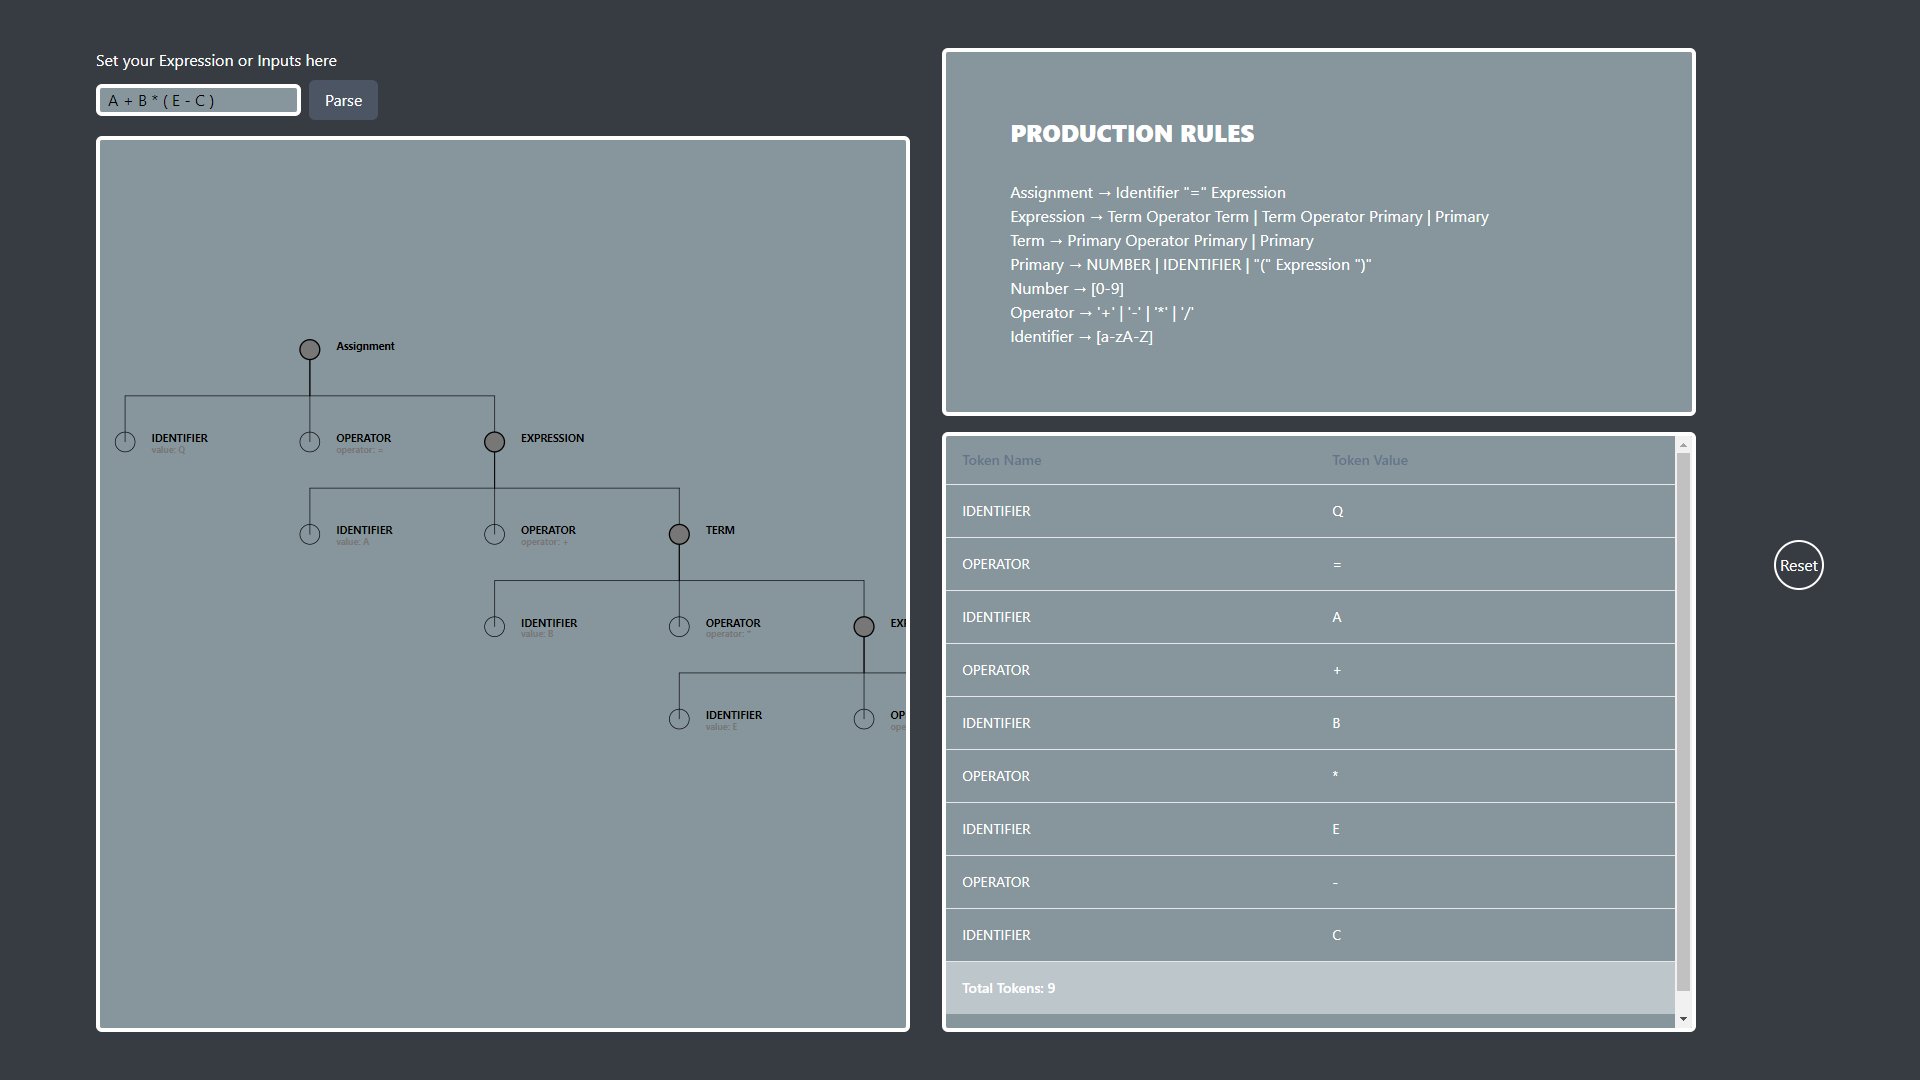 Set your Expression or Inputs here
A + B * ( E - C )
Parse
Assignment
IDENTIFIER
value: Q
OPERATOR
operator: =
EXPRESSION
IDENTIFIER
value: A
OPERATOR
operator: +
TERM
IDENTIFIER
value: B
OPERATOR
operator: *
EXP
IDENTIFIER
value: E
OP
ope
PRODUCTION RULES
Assignment → Identifier "=" Expression
Expression → Term Operator Term | Term Operator Primary | Primary
Term → Primary Operator Primary | Primary
Primary → NUMBER | IDENTIFIER | "(" Expression ")"
Number → [0-9]
Operator → '+' | '-' | '*' | '/'
Identifier → [a-zA-Z]
Token Name Token Value
IDENTIFIER Q
OPERATOR =
IDENTIFIER A
OPERATOR +
IDENTIFIER B
OPERATOR *
IDENTIFIER E
OPERATOR -
IDENTIFIER C
Total Tokens: 9
Reset